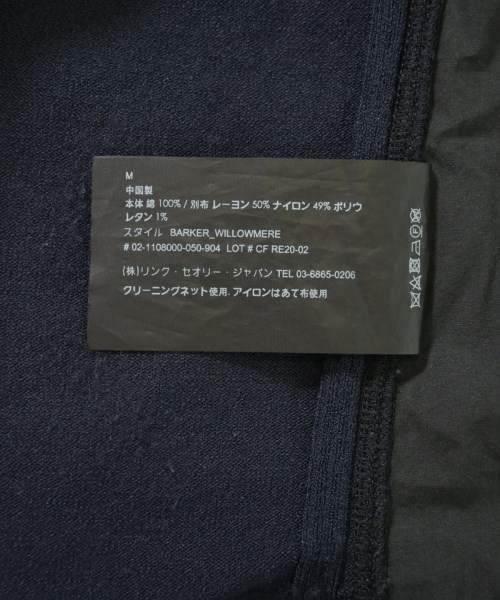 M
中国製
本体 綿 100% / 別布 レーヨン 50% ナイロン 49% ポリウ
レタン 1%
スタイル BARKER_WILLOWMERE
# 02-1108000-050-904 LOT # CF RE20-02
(株)リンク・セオリー・ジャパン TEL 03-6865-0206
クリーニングネット使用. アイロンはあて布使用